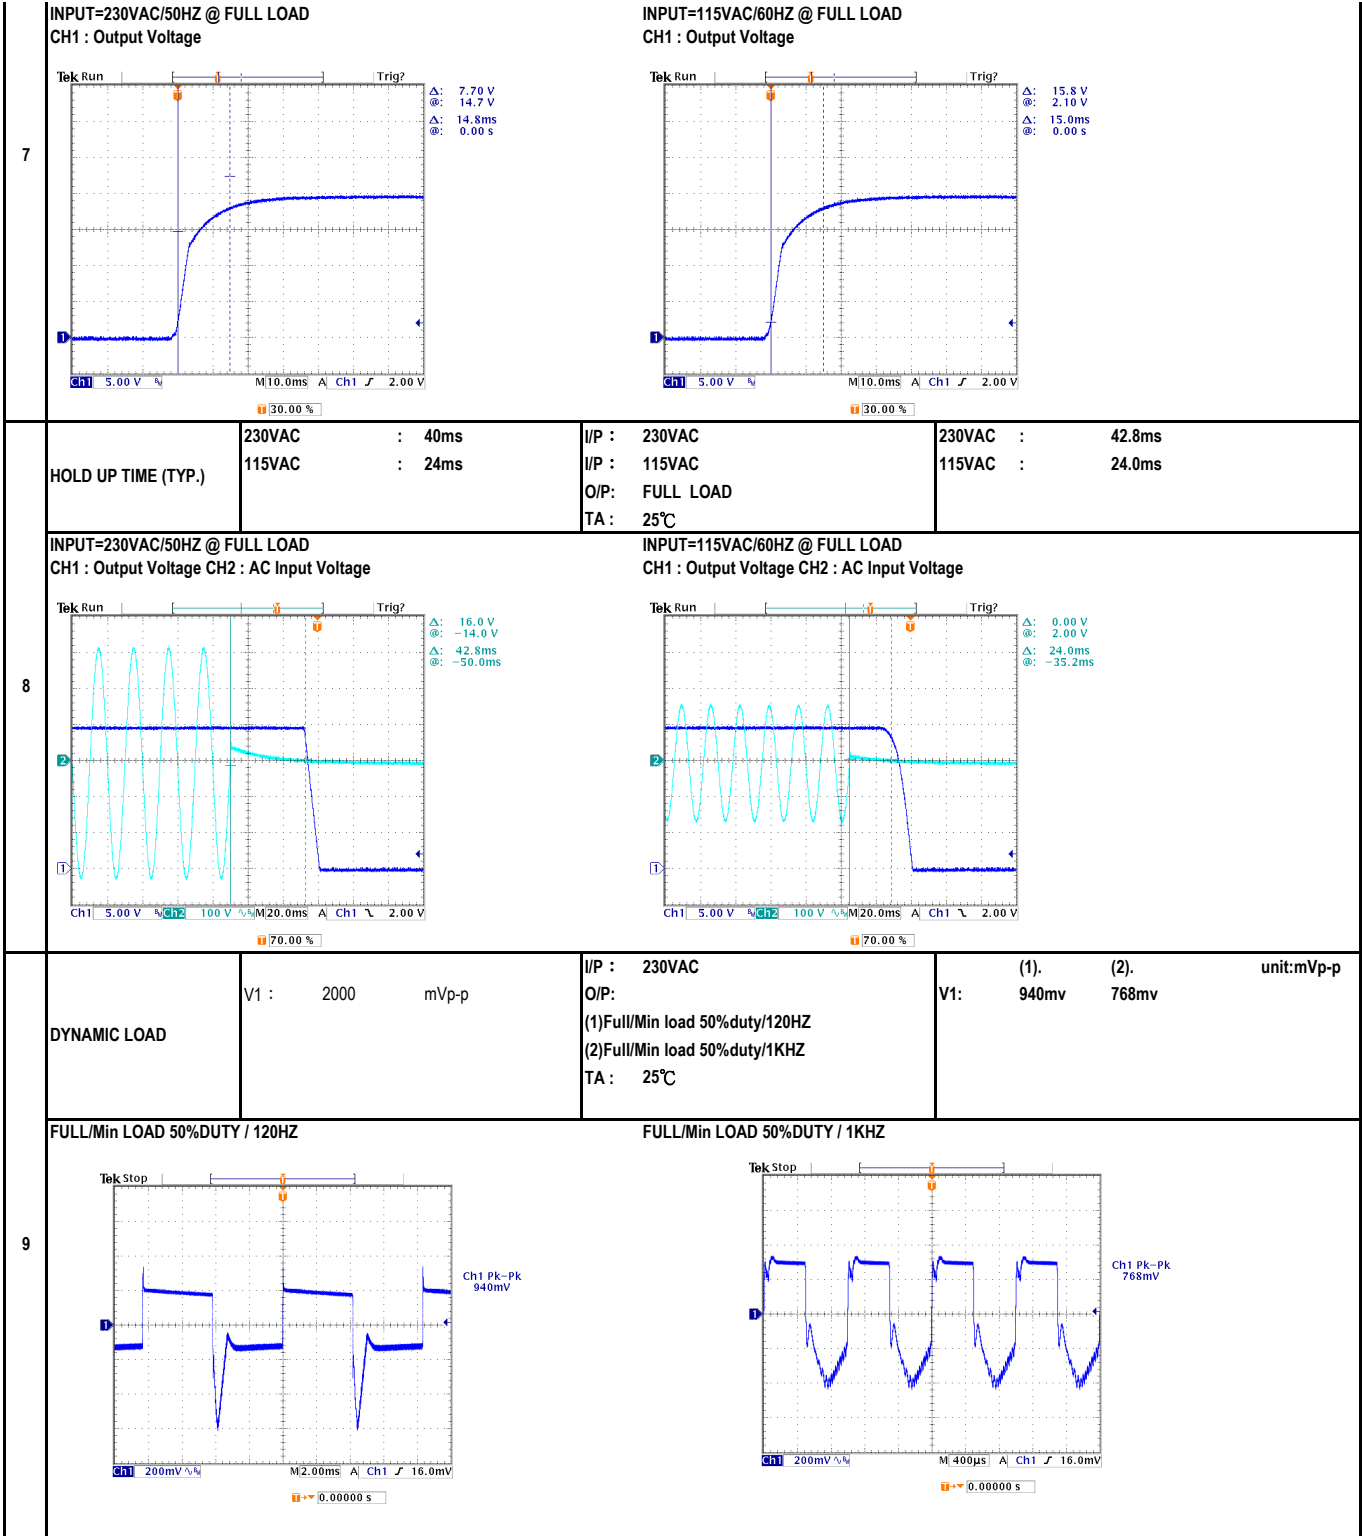 INPUT=230VAC/50HZ @ FULL LOAD
CH1 : Output Voltage
INPUT=115VAC/60HZ @ FULL LOAD
CH1 : Output Voltage
7
Tek Run
Trig?
Δ: 7.70 V
@: 14.7 V
Δ: 14.8ms
@: 0.00 s
1
Ch1 5.00 V
M 10.0ms A Ch1 2.00 V
30.00 %
Tek Run
Trig?
Δ: 15.8 V
@: 2.10 V
Δ: 15.0ms
@: 0.00 s
1
Ch1 5.00 V
M 10.0ms A Ch1 2.00 V
30.00 %
HOLD UP TIME (TYP.)
230VAC : 40ms
115VAC : 24ms
I/P : 230VAC
I/P : 115VAC
O/P: FULL LOAD
TA : 25℃
230VAC : 42.8ms
115VAC : 24.0ms
INPUT=230VAC/50HZ @ FULL LOAD
CH1 : Output Voltage CH2 : AC Input Voltage
INPUT=115VAC/60HZ @ FULL LOAD
CH1 : Output Voltage CH2 : AC Input Voltage
8
Tek Run
Trig?
Δ: 16.0 V
@: −14.0 V
Δ: 42.8ms
@: −50.0ms
2
1
Ch1 5.00 V Ch2 100 V M 20.0ms A Ch1 2.00 V
70.00 %
Tek Run
Trig?
Δ: 0.00 V
@: 2.00 V
Δ: 24.0ms
@: −35.2ms
2
1
Ch1 5.00 V Ch2 100 V M 20.0ms A Ch1 2.00 V
70.00 %
DYNAMIC LOAD
V1 : 2000 mVp-p
I/P : 230VAC
O/P:
(1)Full/Min load 50%duty/120HZ
(2)Full/Min load 50%duty/1KHZ
TA : 25℃
(1). (2). unit:mVp-p
V1: 940mv 768mv
FULL/Min LOAD 50%DUTY / 120HZ
FULL/Min LOAD 50%DUTY / 1KHZ
9
Tek Stop
Ch1 Pk−Pk
940mV
1
Ch1 200mV
M 2.00ms A Ch1 16.0mV
0.00000 s
Tek Stop
Ch1 Pk−Pk
768mV
1
Ch1 200mV
M 400µs A Ch1 16.0mV
0.00000 s